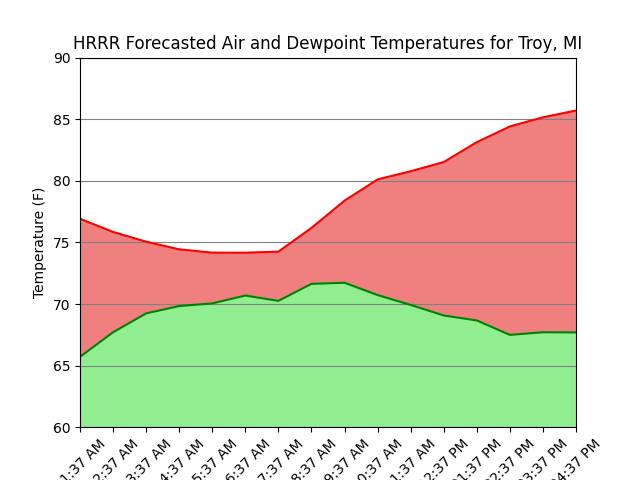 HRRR Forecasted Air and Dewpoint Temperatures for Troy, MI
90
85
80
75
70
65
60
Temperature (F)
1:37 AM
2:37 AM
3:37 AM
4:37 AM
5:37 AM
6:37 AM
7:37 AM
8:37 AM
9:37 AM
0:37 AM
1:37 AM
2:37 PM
01:37 PM
02:37 PM
03:37 PM
04:37 PM